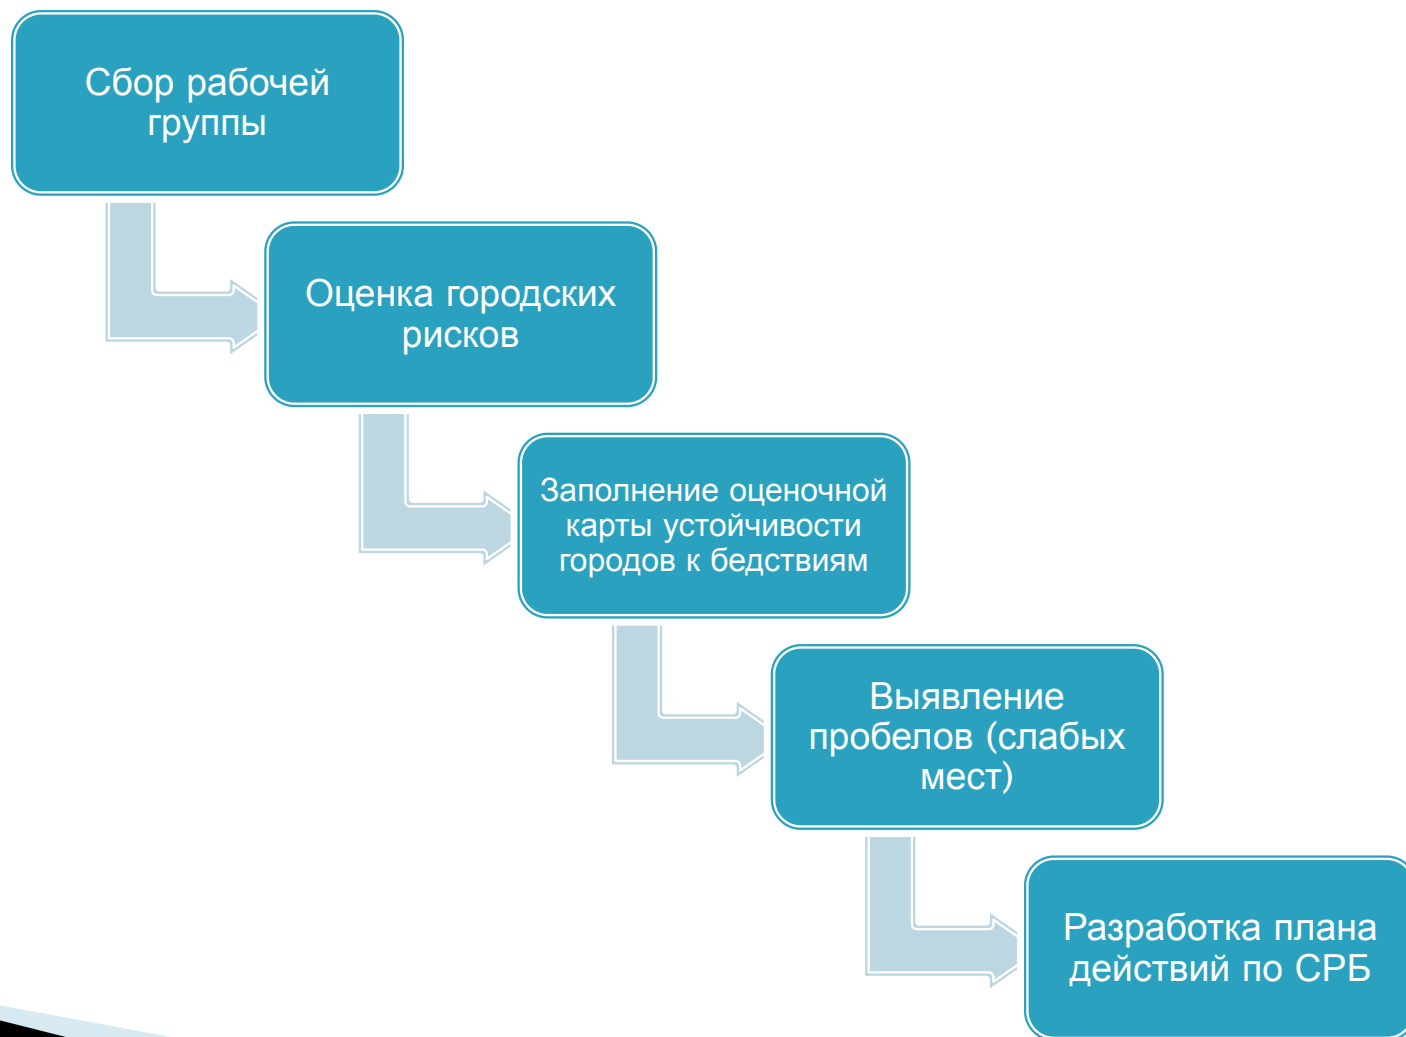 Сбор рабочей
группы
Оценка городских
рисков
Заполнение оценочной
карты устойчивости
городов к бедствиям
Выявление
пробелов (слабых
мест)
Разработка плана
действий по СРБ